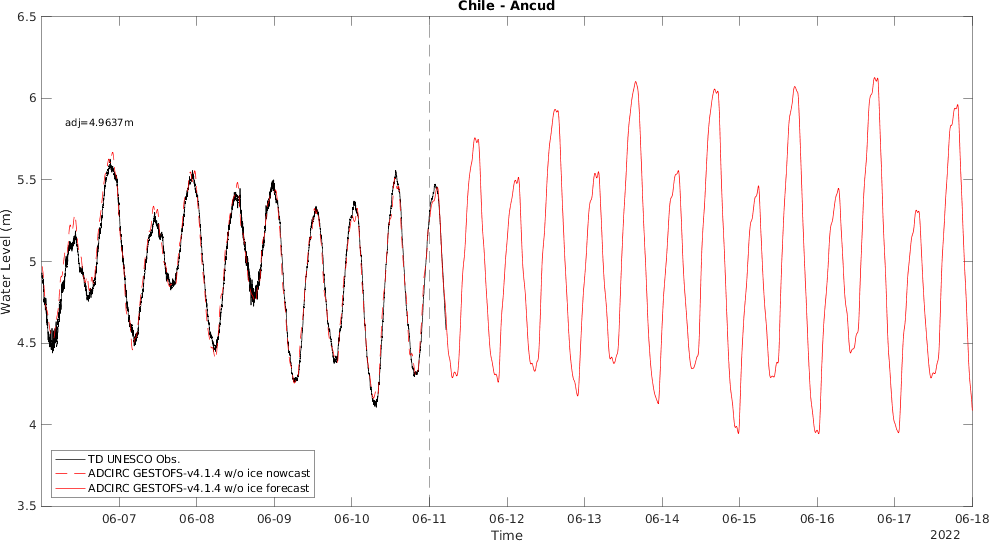 Chile - Ancud
6.5
6
5.5
5
4.5
4
3.5
Water Level (m)
adj=4.9637m
TD UNESCO Obs.
ADCIRC GESTOFS-v4.1.4 w/o ice nowcast
ADCIRC GESTOFS-v4.1.4 w/o ice forecast
06-07 06-08 06-09 06-10 06-11 06-12 06-13 06-14 06-15 06-16 06-17 06-18
Time
2022